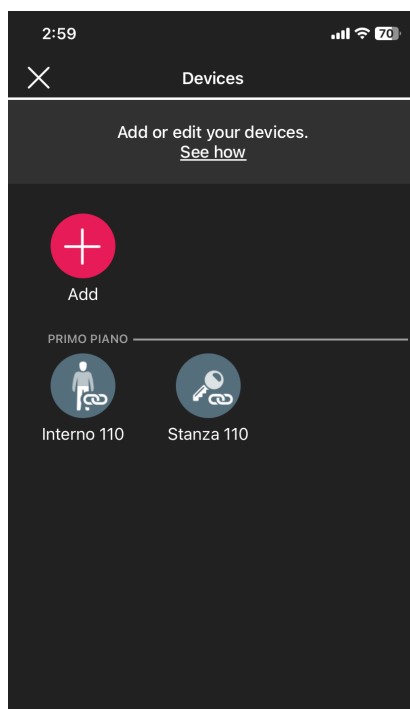 2:59
70
Devices
Add or edit your devices.
See how
Add
PRIMO PIANO
Interno 110
Stanza 110